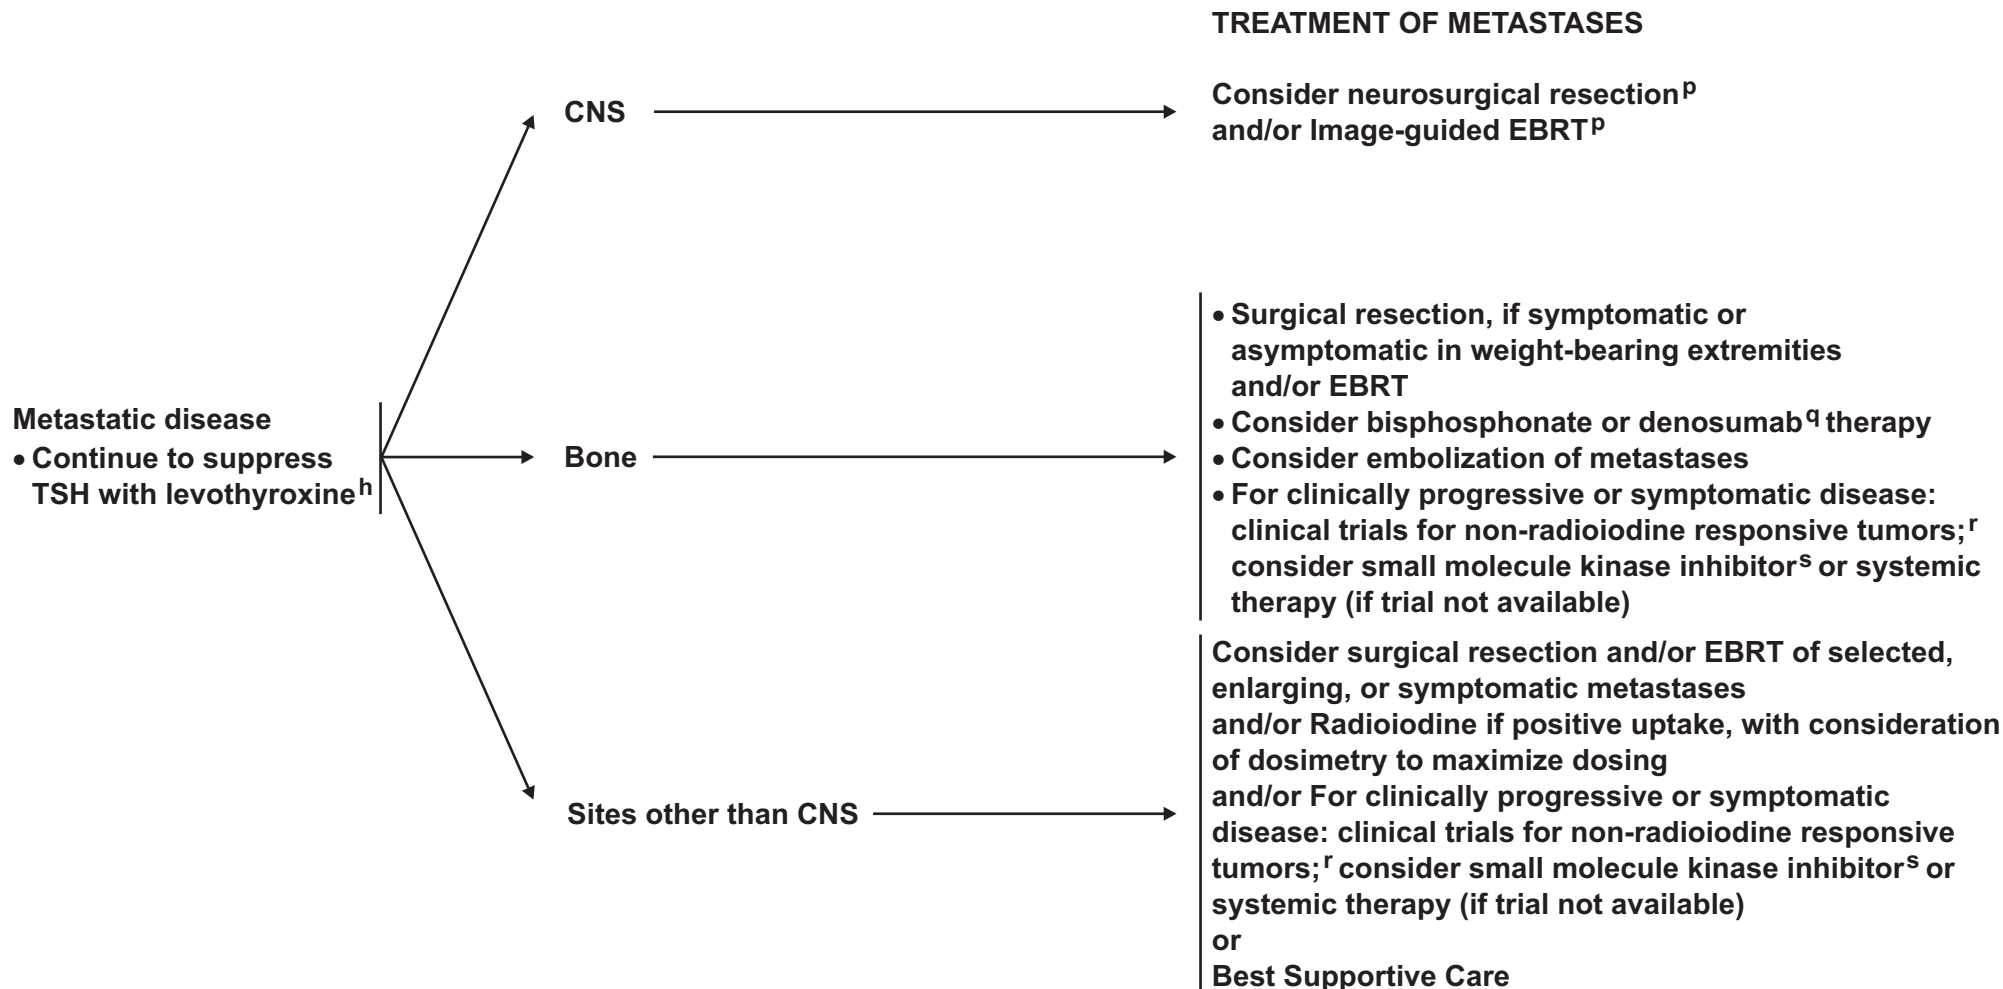 TREATMENT OF METASTASES
CNS
Consider neurosurgical resection p
and/or Image-guided EBRT p
Metastatic disease
• Continue to suppress
TSH with levothyroxine h
Bone
• Surgical resection, if symptomatic or
asymptomatic in weight-bearing extremities
and/or EBRT
• Consider bisphosphonate or denosumab q therapy
• Consider embolization of metastases
• For clinically progressive or symptomatic disease:
clinical trials for non-radioiodine responsive tumors; r
consider small molecule kinase inhibitor s or systemic
therapy (if trial not available)
Sites other than CNS
Consider surgical resection and/or EBRT of selected,
enlarging, or symptomatic metastases
and/or Radioiodine if positive uptake, with consideration
of dosimetry to maximize dosing
and/or For clinically progressive or symptomatic
disease: clinical trials for non-radioiodine responsive
tumors; r consider small molecule kinase inhibitor s or
systemic therapy (if trial not available)
or
Best Supportive Care